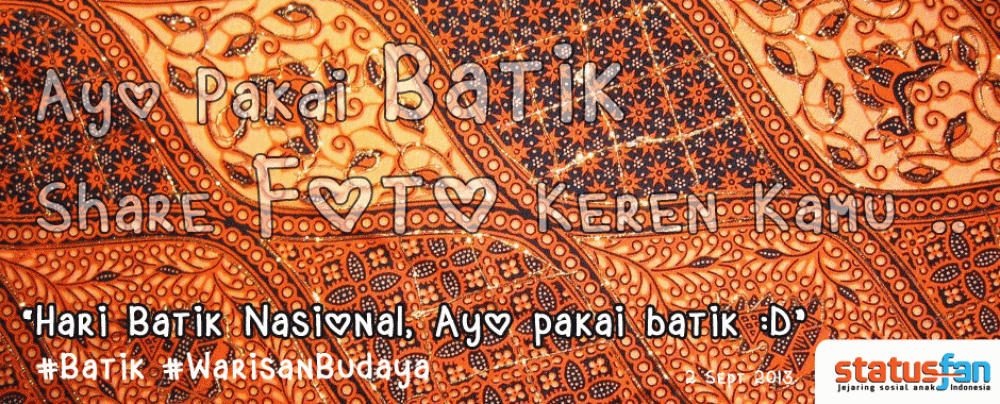 Ayo Pakai Batik
Share Foto Keren Kamu ..
"Hari Batik Nasional, Ayo pakai batik :D"
#Batik #WarisanBudaya
2 Sept 2013
statusfan
jejaring sosial anak Indonesia